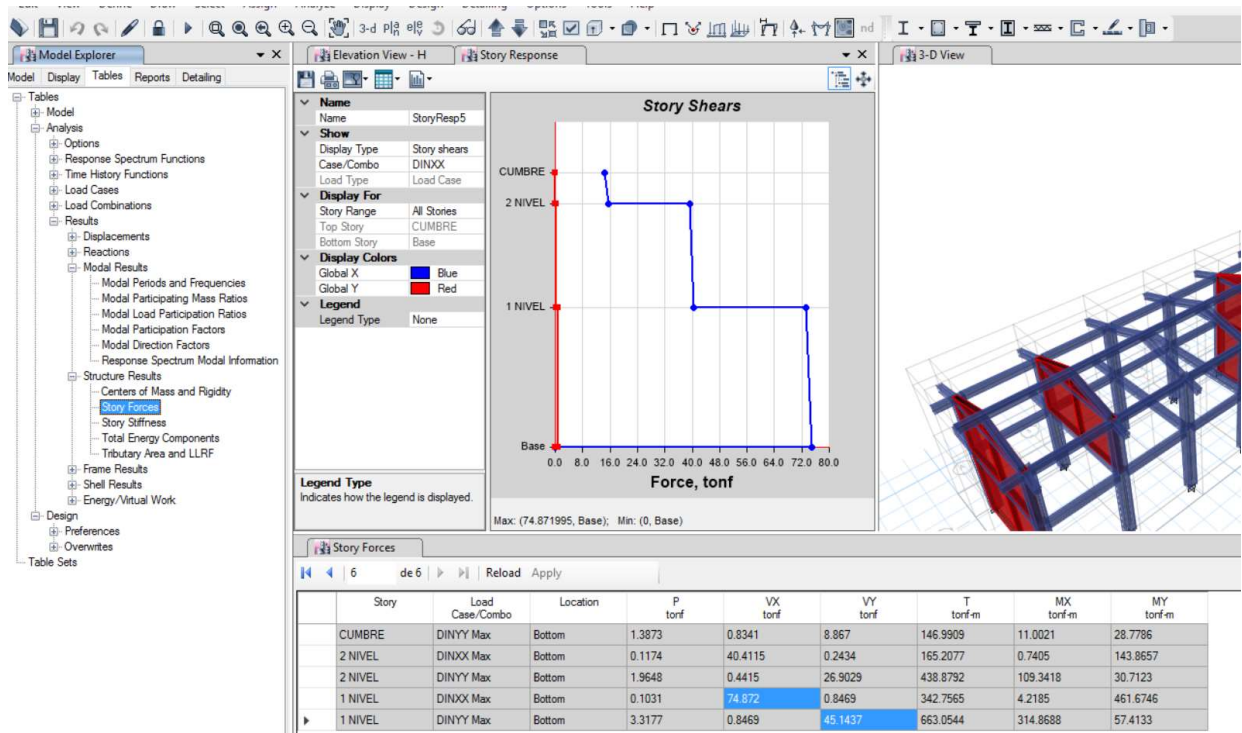 3-d
nd
Model Explorer
Elevation View - H
Story Response
3-D View
Model Display Tables Reports Detailing
Tables
Model
Analysis
Options
Response Spectrum Functions
Time History Functions
Load Cases
Load Combinations
Results
Displacements
Reactions
Modal Results
Modal Periods and Frequencies
Modal Participating Mass Ratios
Modal Load Participation Ratios
Modal Participation Factors
Modal Direction Factors
Response Spectrum Modal Information
Structure Results
Centers of Mass and Rigidity
Story Forces
Story Stiffness
Total Energy Components
Tributary Area and LLRF
Frame Results
Shell Results
Energy/Virtual Work
Design
Preferences
Overwrites
Table Sets
Name
Name StoryResp5
Show
Display Type Story shears
Case/Combo DINXX
Load Type Load Case
Display For
Story Range All Stories
Top Story CUMBRE
Bottom Story Base
Display Colors
Global X Blue
Global Y Red
Legend
Legend Type None
Legend Type
Indicates how the legend is displayed.
Story Shears
CUMBRE
2 NIVEL
1 NIVEL
Base
0.0 8.0 16.0 24.0 32.0 40.0 48.0 56.0 64.0 72.0 80.0
Force, tonf
Max: (74.871995, Base); Min: (0, Base)
Story Forces
6 de 6 Reload Apply
Story Load Case/Combo Location P tonf VX tonf VY tonf T tonf-m MX tonf-m MY tonf-m
CUMBRE DINYY Max Bottom 1.3873 0.8341 8.867 146.9909 11.0021 28.7786
2 NIVEL DINXX Max Bottom 0.1174 40.4115 0.2434 165.2077 0.7405 143.8657
2 NIVEL DINYY Max Bottom 1.9648 0.4415 26.9029 438.8792 109.3418 30.7123
1 NIVEL DINXX Max Bottom 0.1031 74.872 0.8469 342.7565 4.2185 461.6746
1 NIVEL DINYY Max Bottom 3.3177 0.8469 45.1437 663.0544 314.8688 57.4133